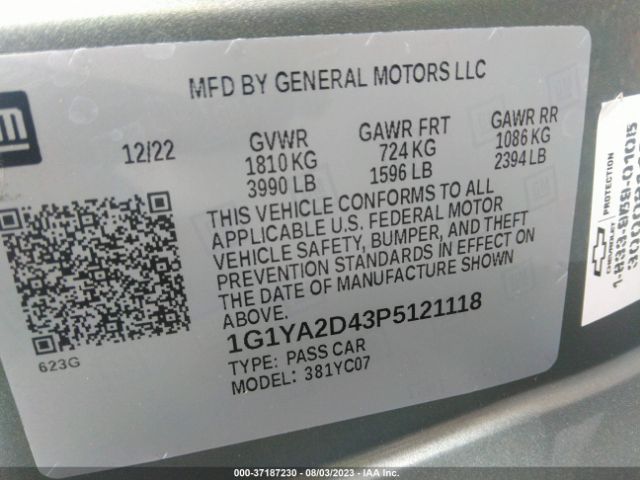 GM
MFD BY GENERAL MOTORS LLC
12/22
GVWR
1810 KG
3990 LB
GAWR FRT
724 KG
1596 LB
GAWR RR
1086 KG
2394 LB
THIS VEHICLE CONFORMS TO ALL
APPLICABLE U.S. FEDERAL MOTOR
VEHICLE SAFETY, BUMPER, AND THEFT
PREVENTION STANDARDS IN EFFECT ON
THE DATE OF MANUFACTURE SHOWN
ABOVE.
1G1YA2D43P5121118
TYPE: PASS CAR
MODEL: 381YC07
623G
CHEVROLET
PROTECTION
000-37187230 - 08/03/2023 - IAA Inc.